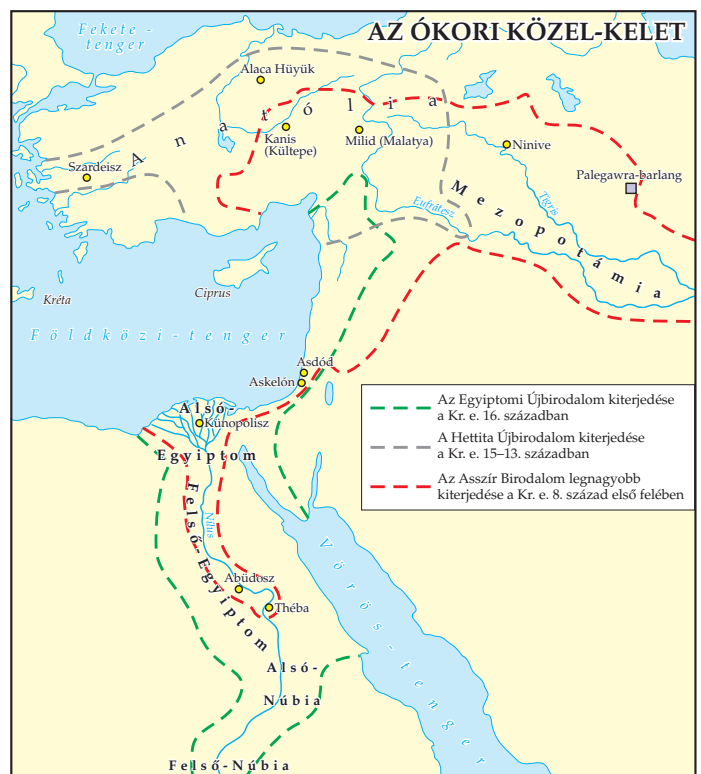 AZ ÓKORI KÖZEL-KELET
Fekete-
tenger
Alaca Hüyük
Anatólia
Kanis
(Kültepe)
Milid (Malatya)
Ninive
Szardeisz
Palegawra-barlang
Mezopotámia
Eufrátesz
Tigris
Kréta
Ciprus
Földközi-tenger
Asdód
Askelón
Alsó-
Künopolisz
Egyiptom
Az Egyiptomi Újbirodalom kiterjedése
a Kr. e. 16. században
A Hettita Újbirodalom kiterjedése
a Kr. e. 15–13. században
Az Asszír Birodalom legnagyobb
kiterjedése a Kr. e. 8. század első felében
Felső-Egyiptom
Nílus
Vörös-tenger
Abüdosz
Théba
Alsó-
Núbia
Felső-Núbia